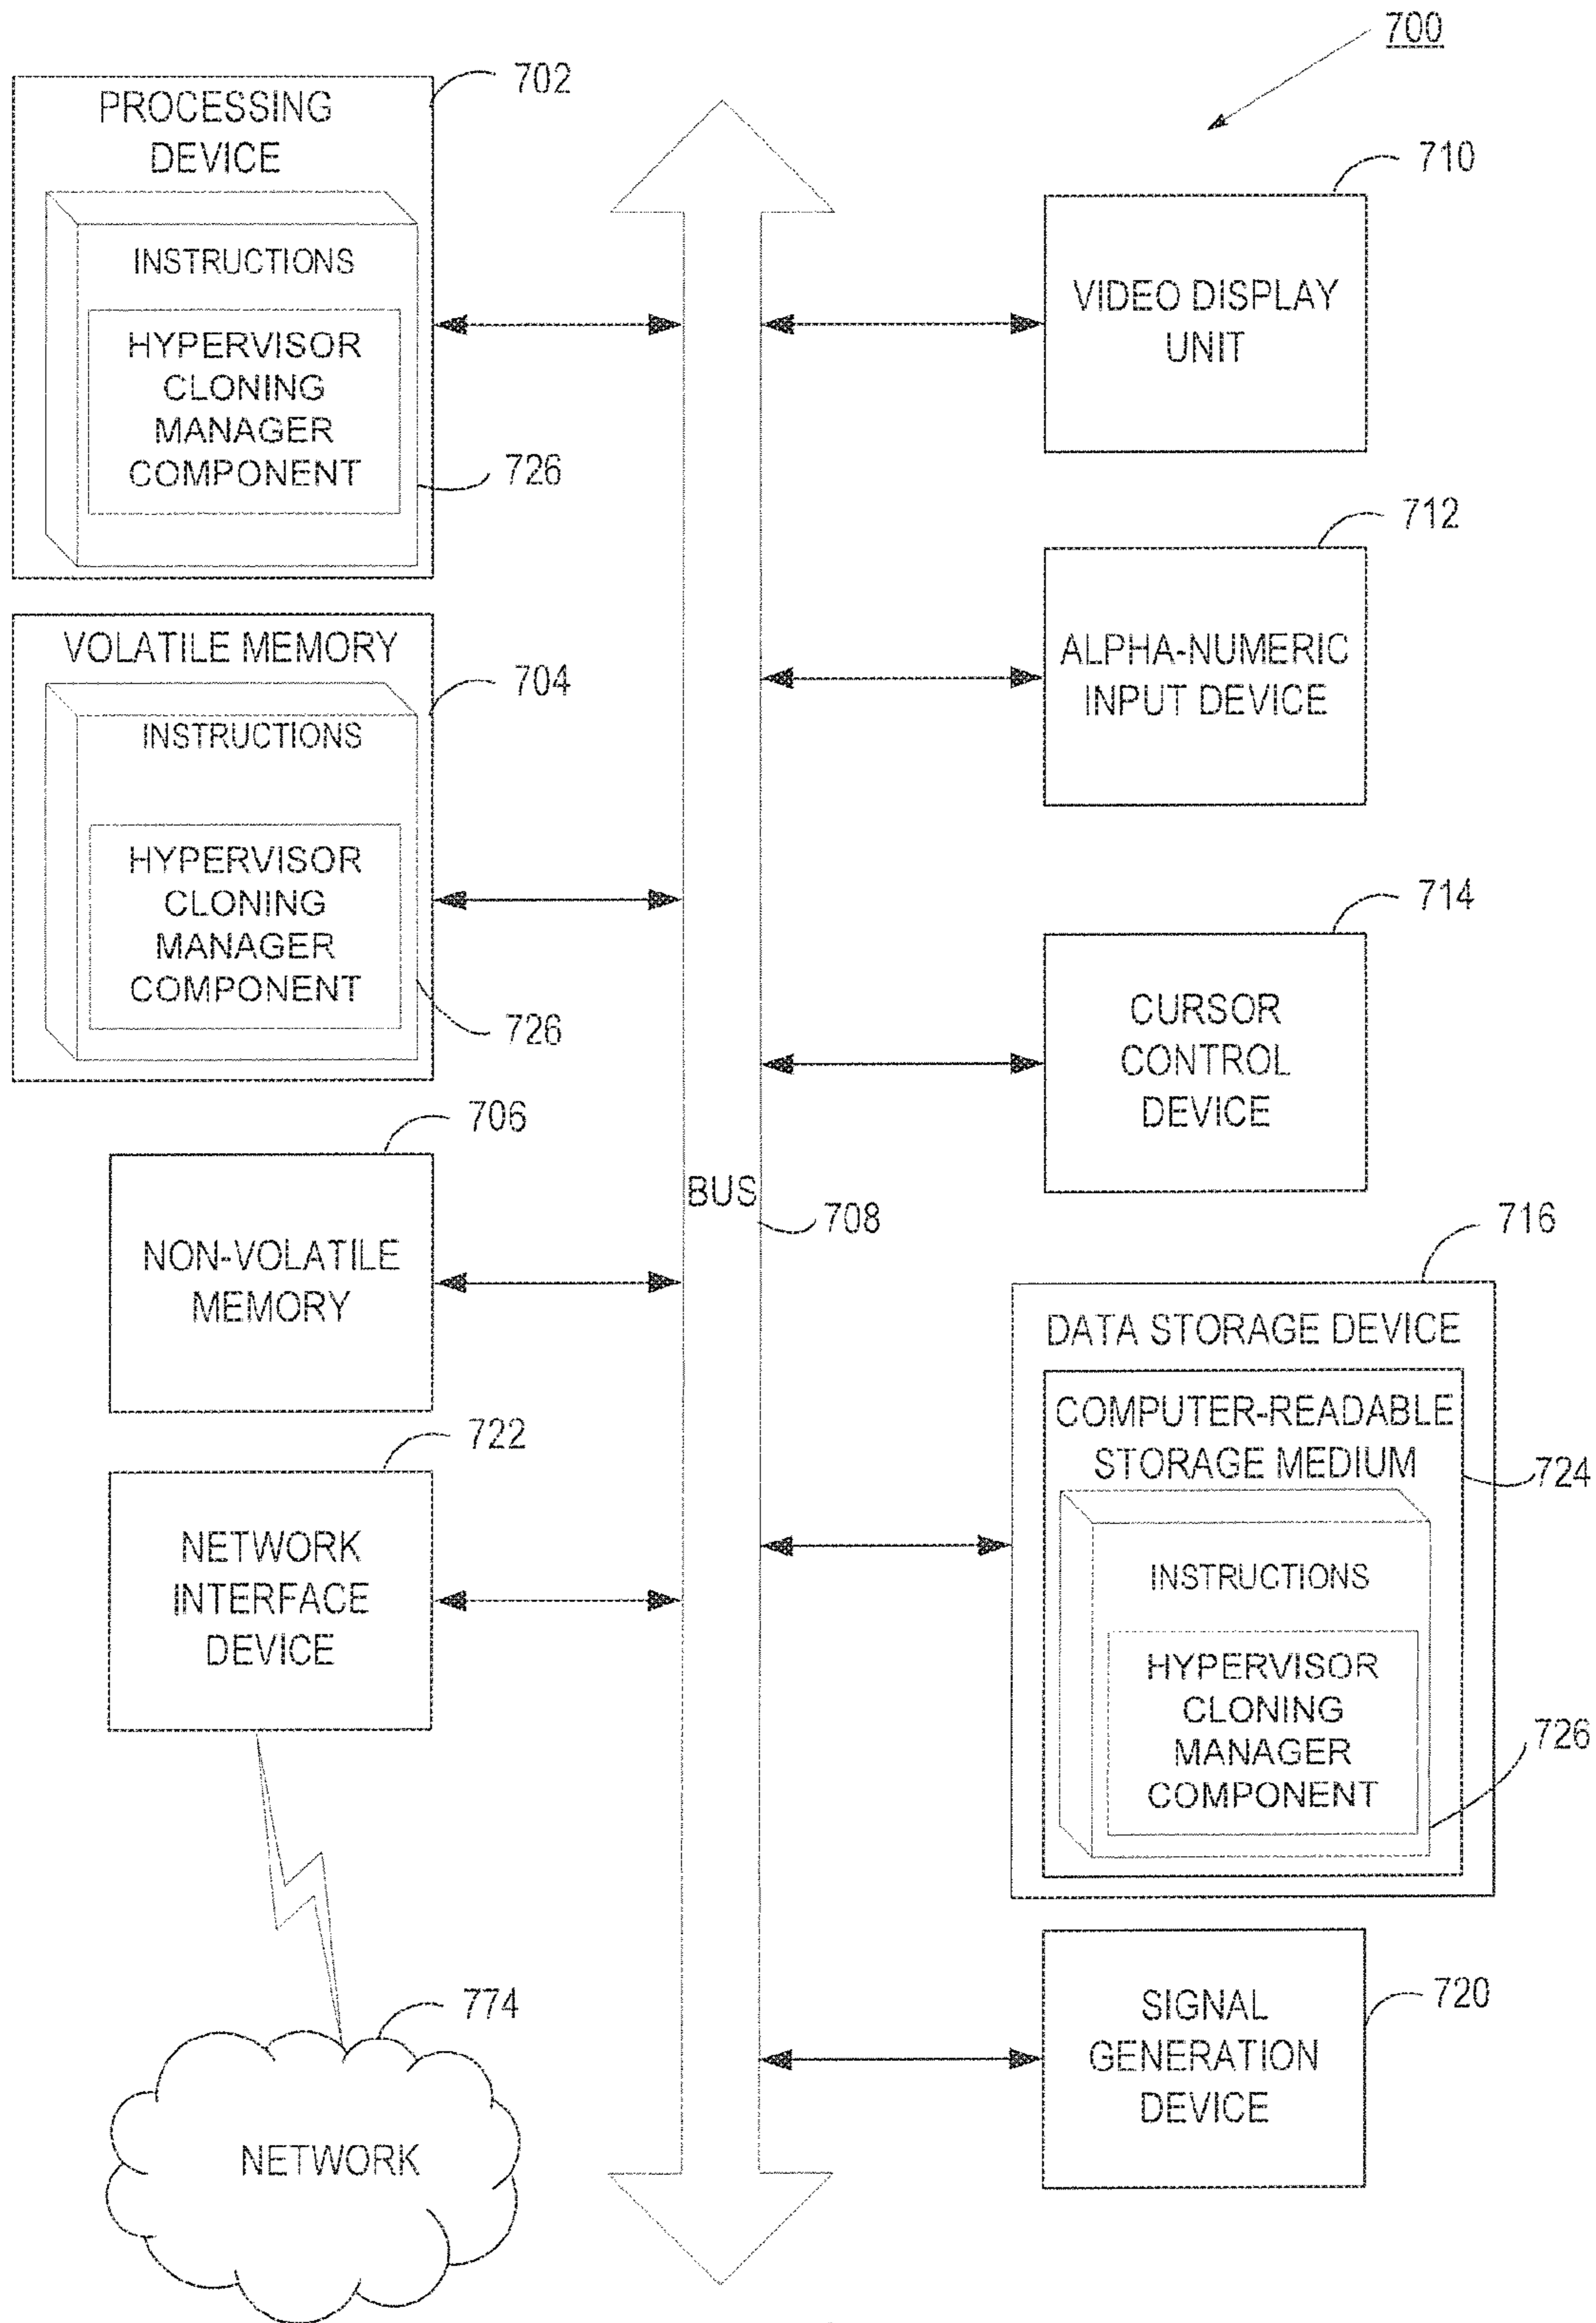 700
702
PROCESSING
DEVICE
INSTRUCTIONS
HYPERVISOR
CLONING
MANAGER
COMPONENT
726
VOLATILE MEMORY
704
INSTRUCTIONS
HYPERVISOR
CLONING
MANAGER
COMPONENT
726
706
NON-VOLATILE
MEMORY
722
NETWORK
INTERFACE
DEVICE
774
NETWORK
BUS
708
710
VIDEO DISPLAY
UNIT
712
ALPHA-NUMERIC
INPUT DEVICE
714
CURSOR
CONTROL
DEVICE
716
DATA STORAGE DEVICE
COMPUTER-READABLE
STORAGE MEDIUM
724
INSTRUCTIONS
HYPERVISOR
CLONING
MANAGER
COMPONENT
726
SIGNAL
GENERATION
DEVICE
720